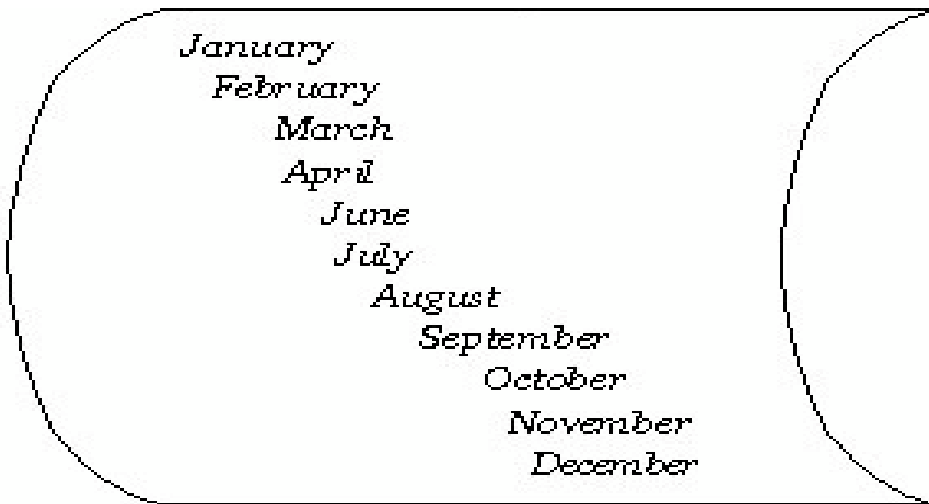 January
February
March
April
June
July
August
September
October
November
December